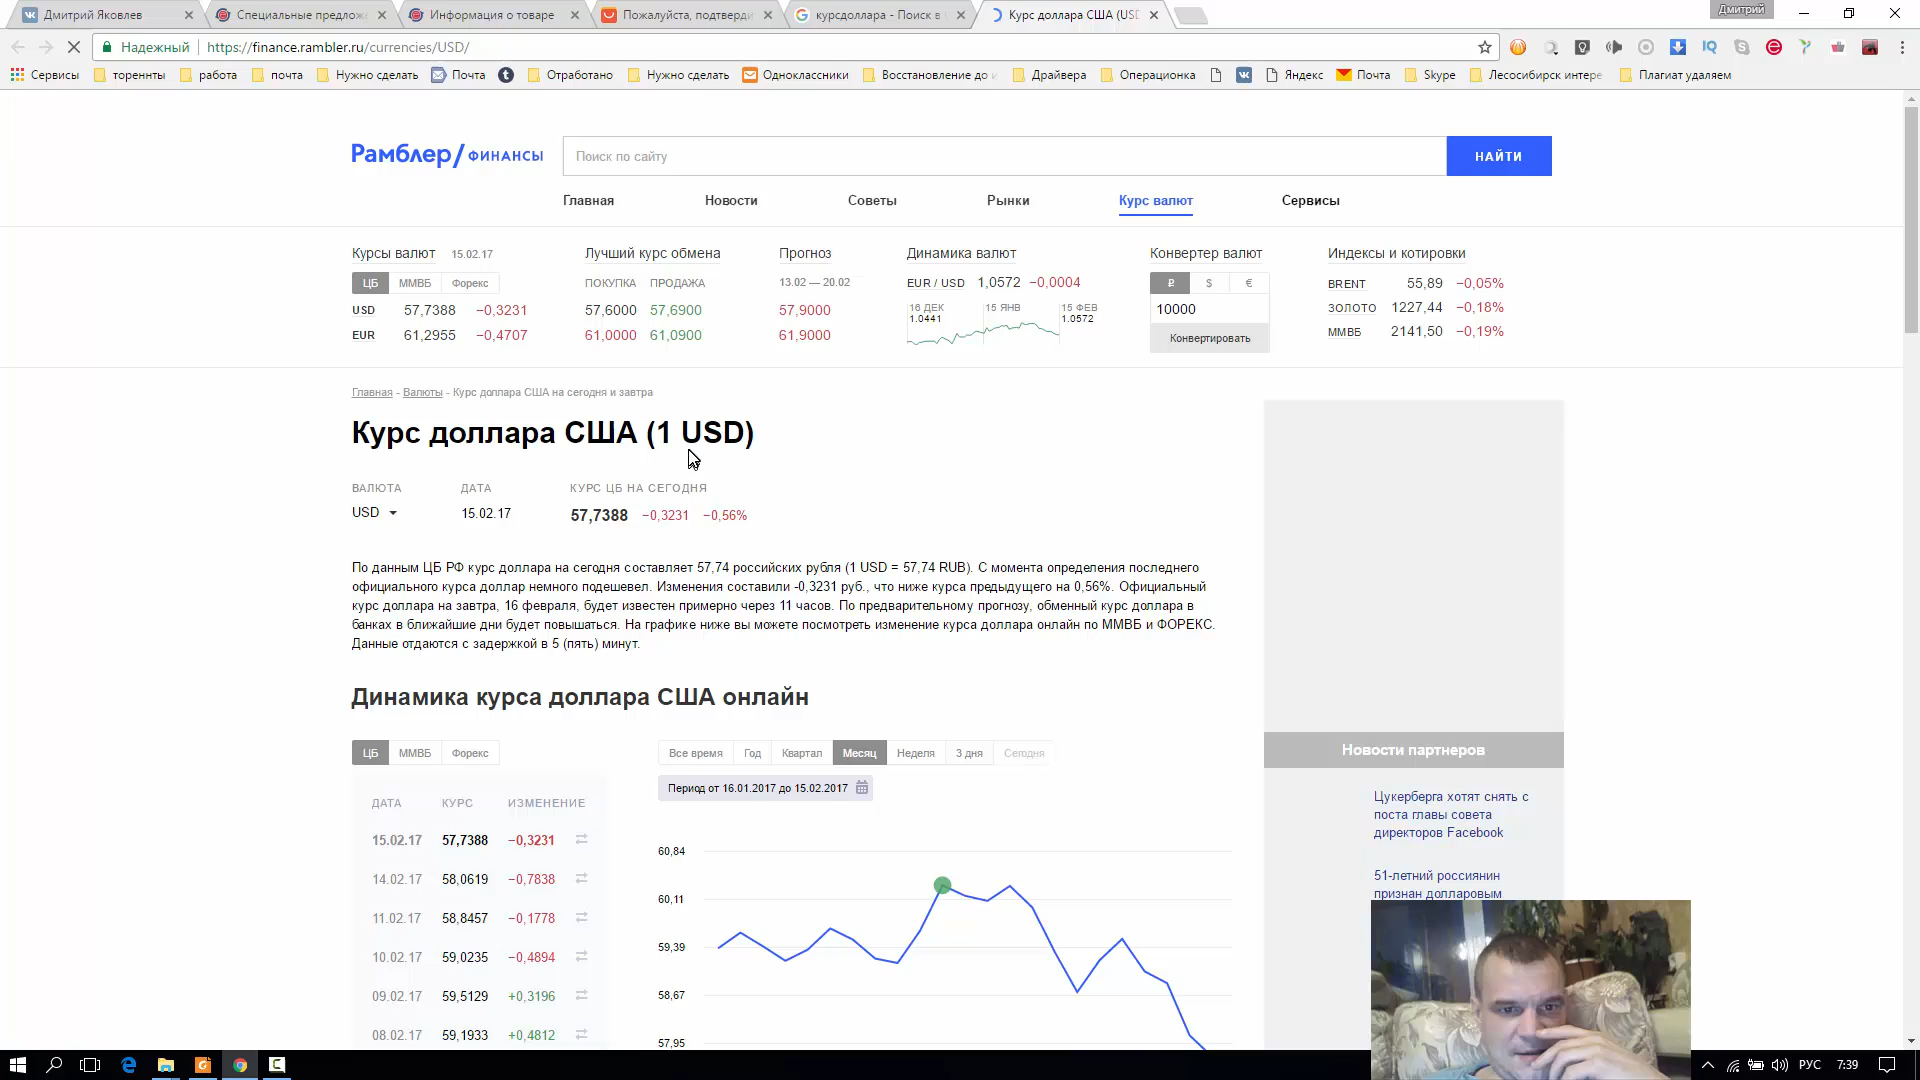 Дмитрий Яковлев
Специальные предлож
Информация о товаре
Пожалуйста, подтверди
курсдоллара - Поиск в
Курс доллара США (USD
Дмитрий
Надежный
https://finance.rambler.ru/currencies/USD/
Сервисы
тореннты
работа
почта
Нужно сделать
Почта
Отработано
Нужно сделать
Одноклассники
Восстановление до и
Драйвера
Операционка
Яндекс
Почта
Skype
Лесосибирск интере
Плагиат удаляем
Рамблер/ФИНАНСЫ
Поиск по сайту
НАЙТИ
Главная
Новости
Советы
Рынки
Курс валют
Сервисы
Курсы валют 15.02.17
ЦБ ММВБ Форекс
USD 57,7388 −0,3231
EUR 61,2955 −0,4707
Лучший курс обмена
ПОКУПКА ПРОДАЖА
57,6000 57,6900
61,0000 61,0900
Прогноз
13.02 — 20.02
57,9000
61,9000
Динамика валют
EUR / USD 1,0572 −0,0004
16 ДЕК 15 ЯНВ 15 ФЕВ
1.0441 1.0572
Конвертер валют
₽ $ €
10000
Конвертировать
Индексы и котировки
BRENT 55,89 −0,05%
ЗОЛОТО 1227,44 −0,18%
ММВБ 2141,50 −0,19%
Главная - Валюты - Курс доллара США на сегодня и завтра
Курс доллара США (1 USD)
ВАЛЮТА ДАТА КУРС ЦБ НА СЕГОДНЯ
USD 15.02.17 57,7388 −0,3231 −0,56%
По данным ЦБ РФ курс доллара на сегодня составляет 57,74 российских рубля (1 USD = 57,74 RUB). С момента определения последнего
официального курса доллар немного подешевел. Изменения составили -0,3231 руб., что ниже курса предыдущего на 0,56%. Официальный
курс доллара на завтра, 16 февраля, будет известен примерно через 11 часов. По предварительному прогнозу, обменный курс доллара в
банках в ближайшие дни будет повышаться. На графике ниже вы можете посмотреть изменение курса доллара онлайн по ММВБ и ФОРЕКС.
Данные отдаются с задержкой в 5 (пять) минут.
Динамика курса доллара США онлайн
ЦБ ММВБ Форекс
Все время Год Квартал Месяц Неделя 3 дня Сегодня
Период от 16.01.2017 до 15.02.2017
ДАТА КУРС ИЗМЕНЕНИЕ
15.02.17 57,7388 −0,3231
14.02.17 58,0619 −0,7838
11.02.17 58,8457 −0,1778
10.02.17 59,0235 −0,4894
09.02.17 59,5129 +0,3196
08.02.17 59,1933 +0,4812
60,84
60,11
59,39
58,67
57,95
Новости партнеров
Цукерберга хотят снять с
поста главы совета
директоров Facebook
51-летний россиянин
признан долларовым
РУС
7:39